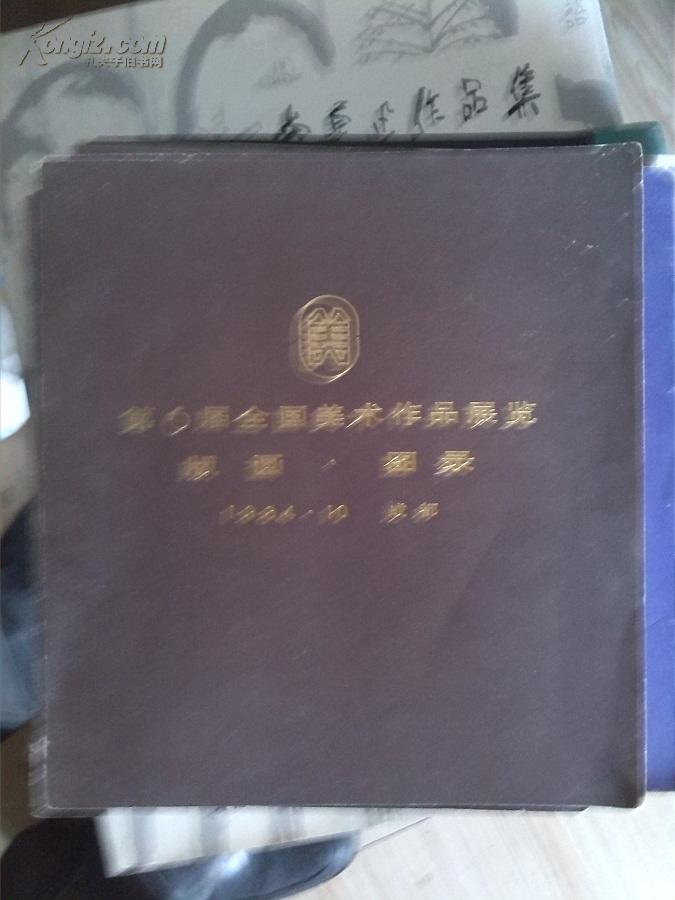 Kongfz.com
孔夫子旧书网
作品集
美
第6届全国美术作品展览
版画·图录
1984·10 成都